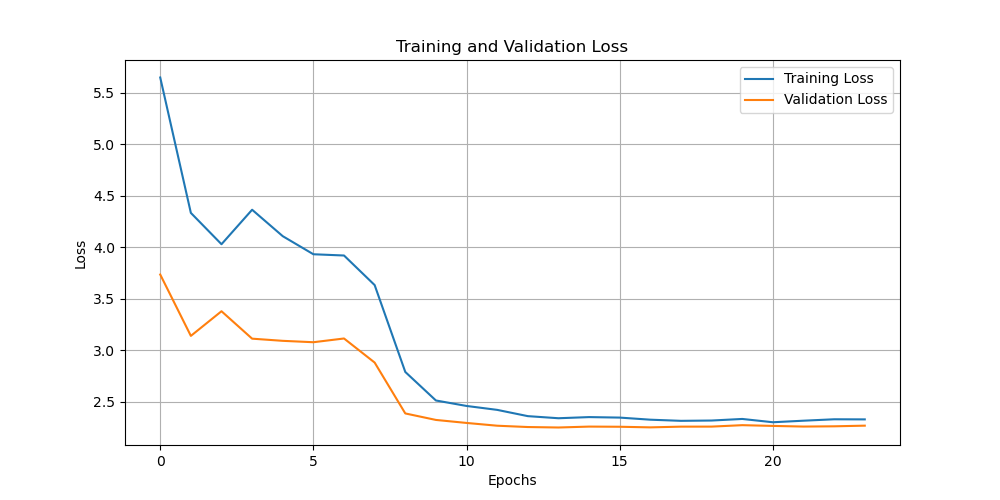 Training and Validation Loss
Training Loss
Validation Loss
5.5
5.0
4.5
4.0
3.5
3.0
2.5
Loss
0 5 10 15 20
Epochs